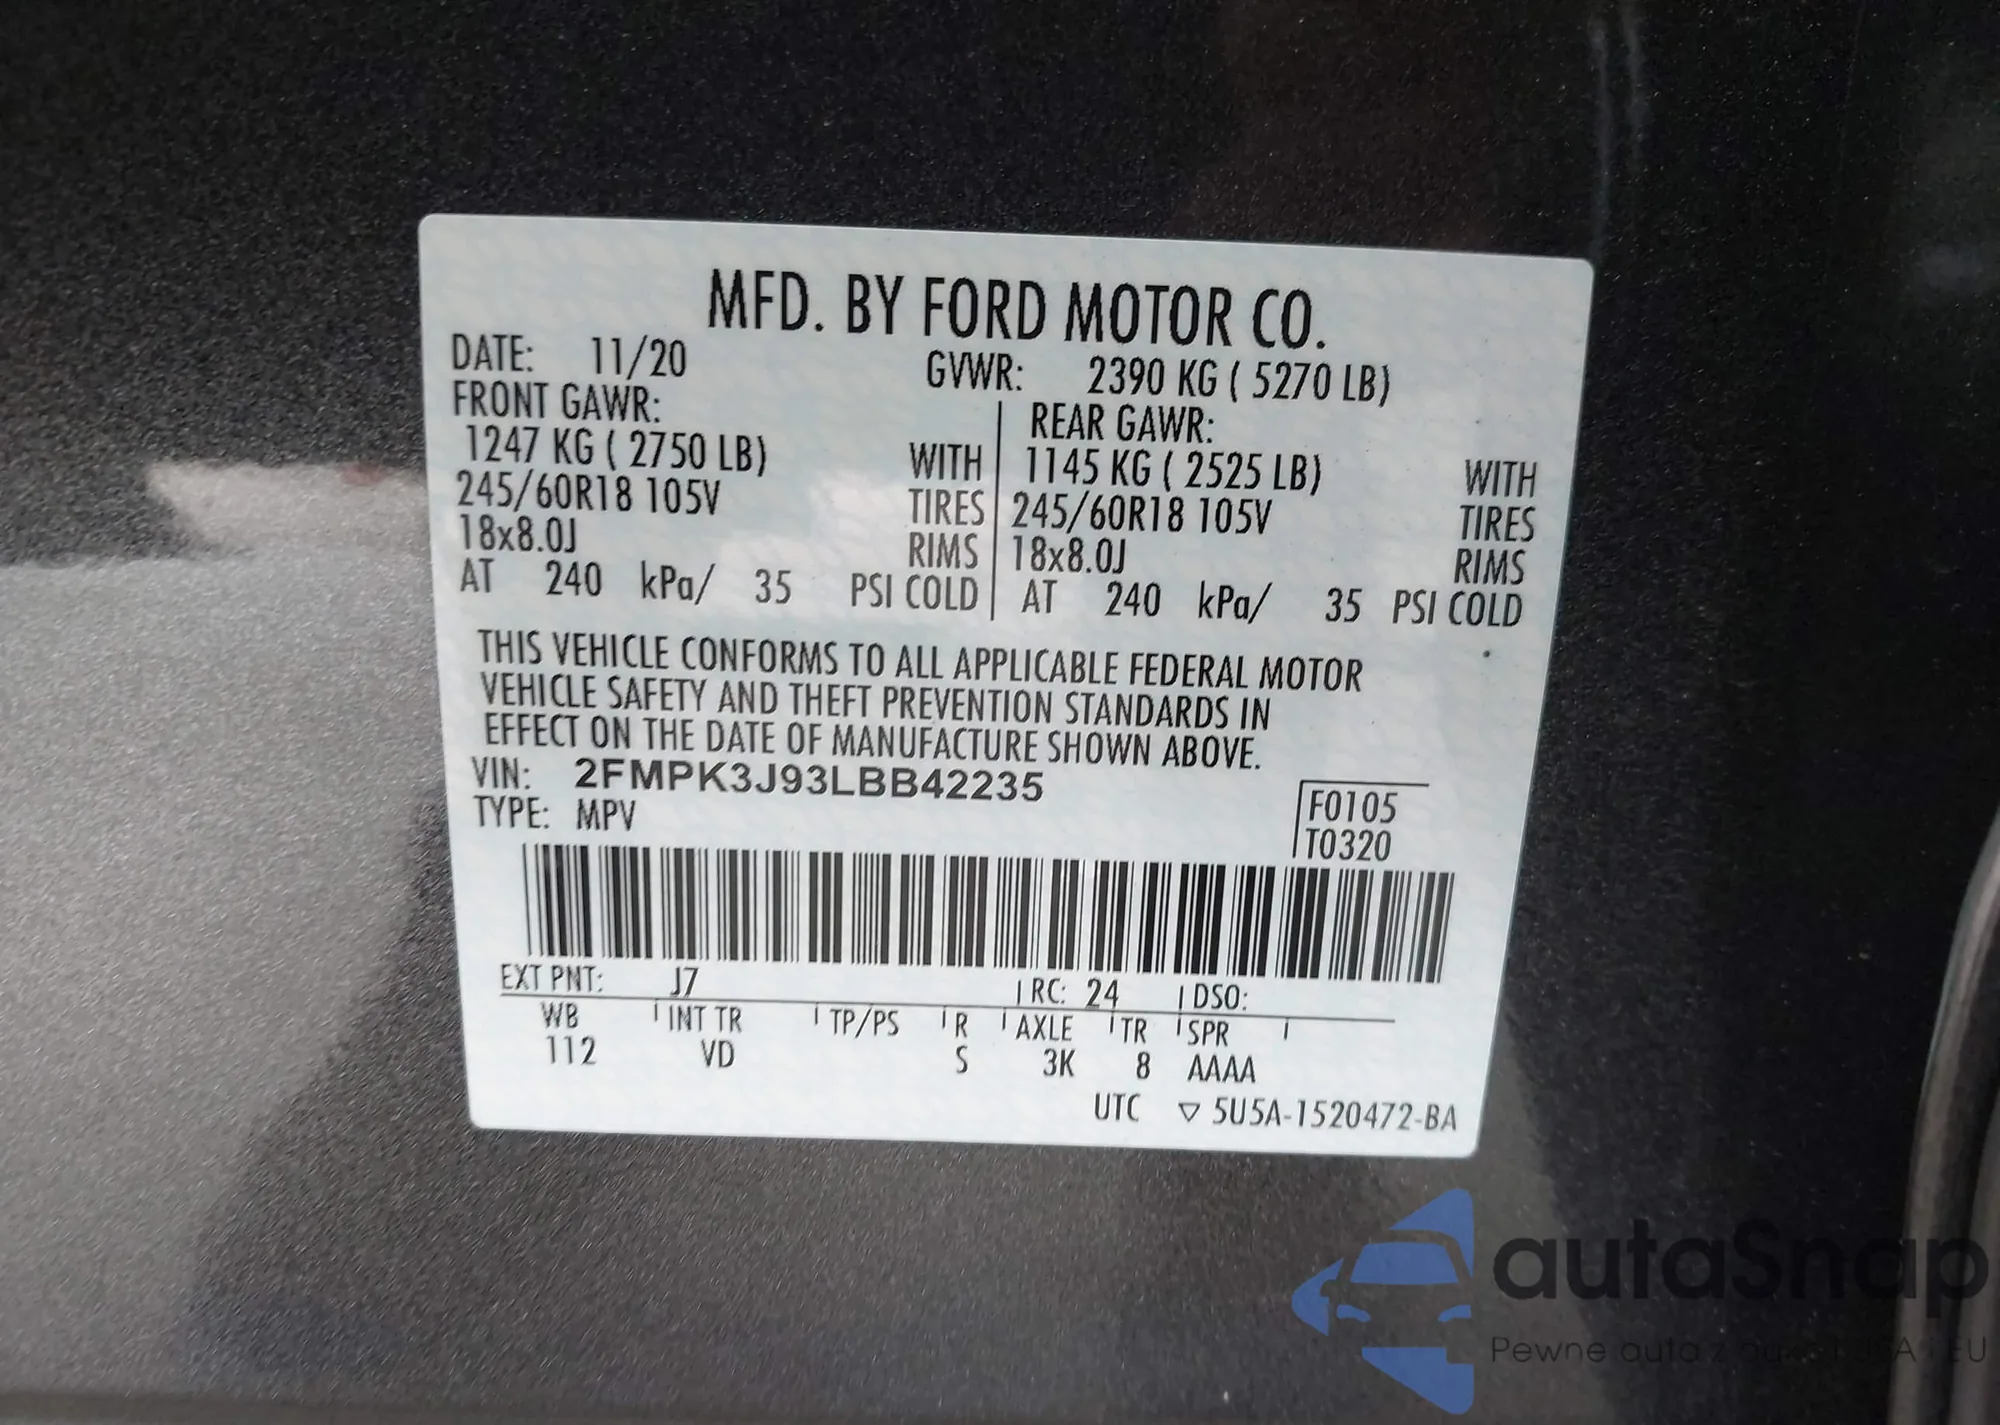 MFD. BY FORD MOTOR CO.
DATE: 11/20 GVWR: 2390 KG ( 5270 LB)
FRONT GAWR: REAR GAWR:
1247 KG ( 2750 LB) WITH 1145 KG ( 2525 LB) WITH
245/60R18 105V TIRES 245/60R18 105V TIRES
18x8.0J RIMS 18x8.0J RIMS
AT 240 kPa/ 35 PSI COLD AT 240 kPa/ 35 PSI COLD
THIS VEHICLE CONFORMS TO ALL APPLICABLE FEDERAL MOTOR
VEHICLE SAFETY AND THEFT PREVENTION STANDARDS IN
EFFECT ON THE DATE OF MANUFACTURE SHOWN ABOVE.
VIN: 2FMPK3J93LBB42235
TYPE: MPV
F0105
T0320
EXT PNT: J7 RC: 24 DSO:
WB INT TR TP/PS R AXLE TR SPR
112 VD S 3K 8 AAAA
UTC ▽ 5U5A-1520472-BA
autaSnap
Pewne auta z USA i EU